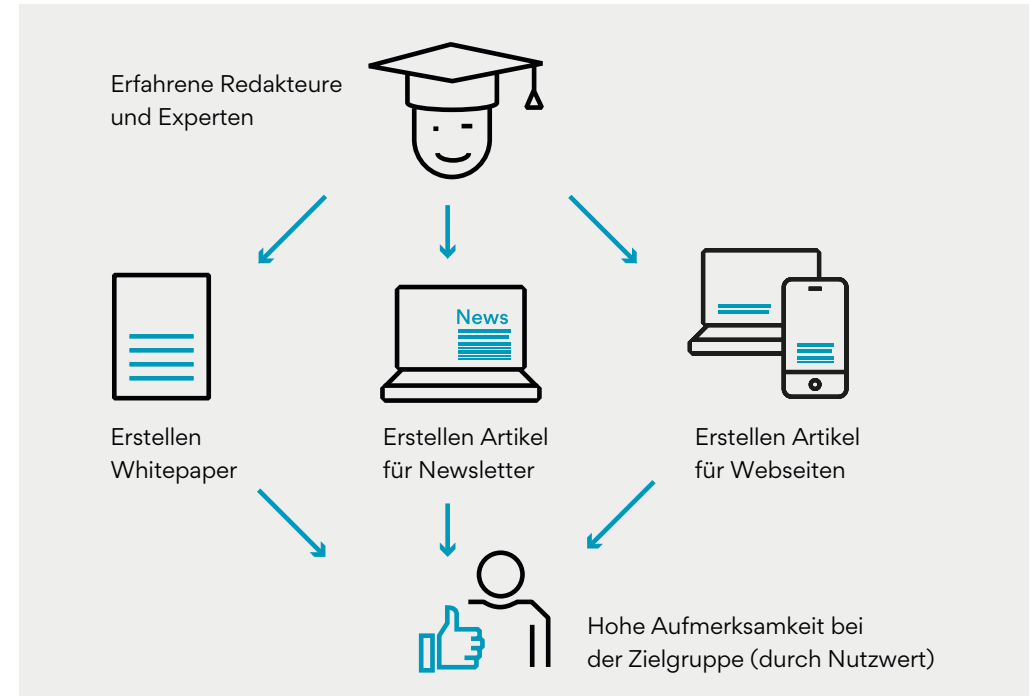 Erfahrene Redakteure
und Experten
News
Erstellen
Whitepaper
Erstellen Artikel
für Newsletter
Erstellen Artikel
für Webseiten
Hohe Aufmerksamkeit bei
der Zielgruppe (durch Nutzwert)